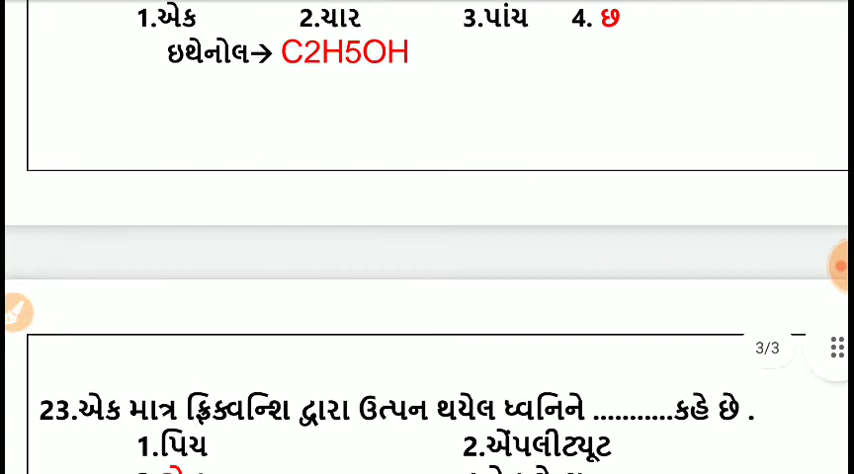 1.એક 2.ચાર 3.પાંચ 4. છ
ઇથેનોલ→ C2H5OH
3/3
23.એક માત્ર ફ્રિક્વન્શિ દ્વારા ઉત્પન થયેલ ધ્વનિને ...........કહે છે .
1.પિચ 2.એંપલીટ્યૂટ